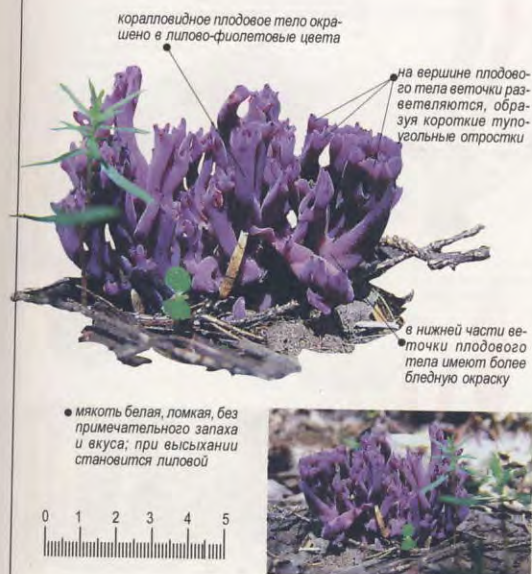 коралловидное плодовое тело окра-
шено в лилово-фиолетовые цвета
на вершине плодово-
го тела веточки раз-
ветвляются, обра-
зуя короткие тупо-
угольные отростки
в нижней части ве-
точки плодового
тела имеют более
бледную окраску
● мякоть белая, ломкая, без
примечательного запаха
и вкуса; при высыхании
становится лиловой
0 1 2 3 4 5